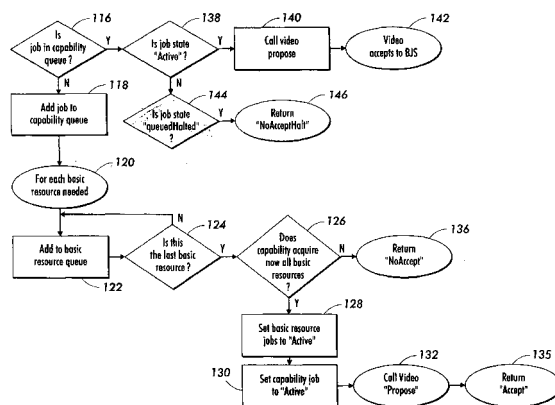 116
Is
job in capability
queue ?
Y
N
138
Is job state
"Active" ?
Y
N
140
Call video
propose
142
Video
accepts to BJS
118
Add job to
capability queue
144
Is job state
"queuedHalted"
?
Y
146
Return
"NoAcceptHalt"
120
For each basic
resource needed
N
Add to basic
resource queue
122
124
Is this
the last basic
resource ?
Y
126
Does
capability acquire
now all basic
resources
?
N
Y
136
Return
"NoAccept"
128
Set basic resource
jobs to "Active"
130
Set capability job
to "Active"
132
Call Video
"Propose"
135
Return
"Accept"